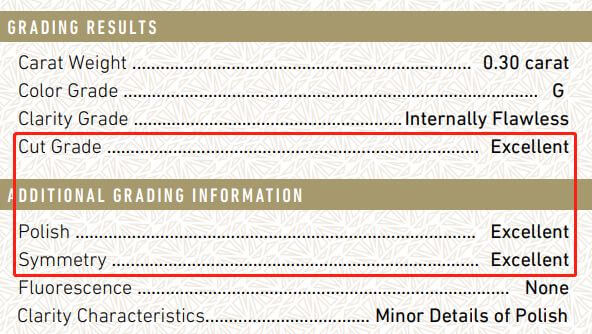 GRADING RESULTS
Carat Weight ........................................................ 0.30 carat
Color Grade ..................................................................... G
Clarity Grade ........................................... Internally Flawless
Cut Grade ......................................................... Excellent
ADDITIONAL GRADING INFORMATION
Polish ............................................................... Excellent
Symmetry ......................................................... Excellent
Fluorescence ......................................................... None
Clarity Characteristics........................... Minor Details of Polish